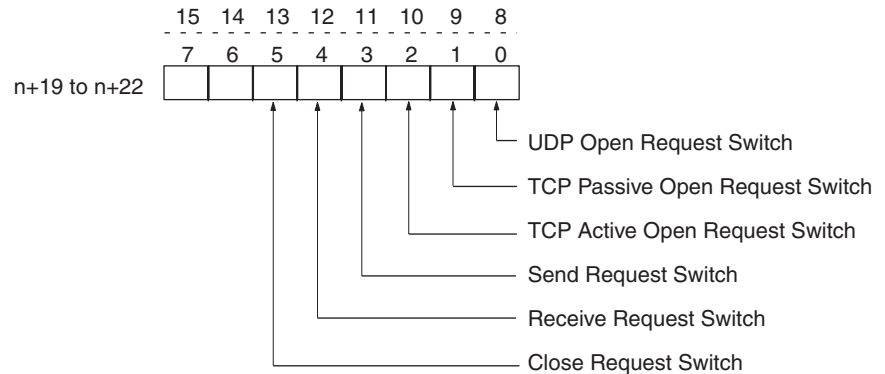 15 14 13 12 11 10 9 8
7 6 5 4 3 2 1 0
n+19 to n+22
UDP Open Request Switch
TCP Passive Open Request Switch
TCP Active Open Request Switch
Send Request Switch
Receive Request Switch
Close Request Switch